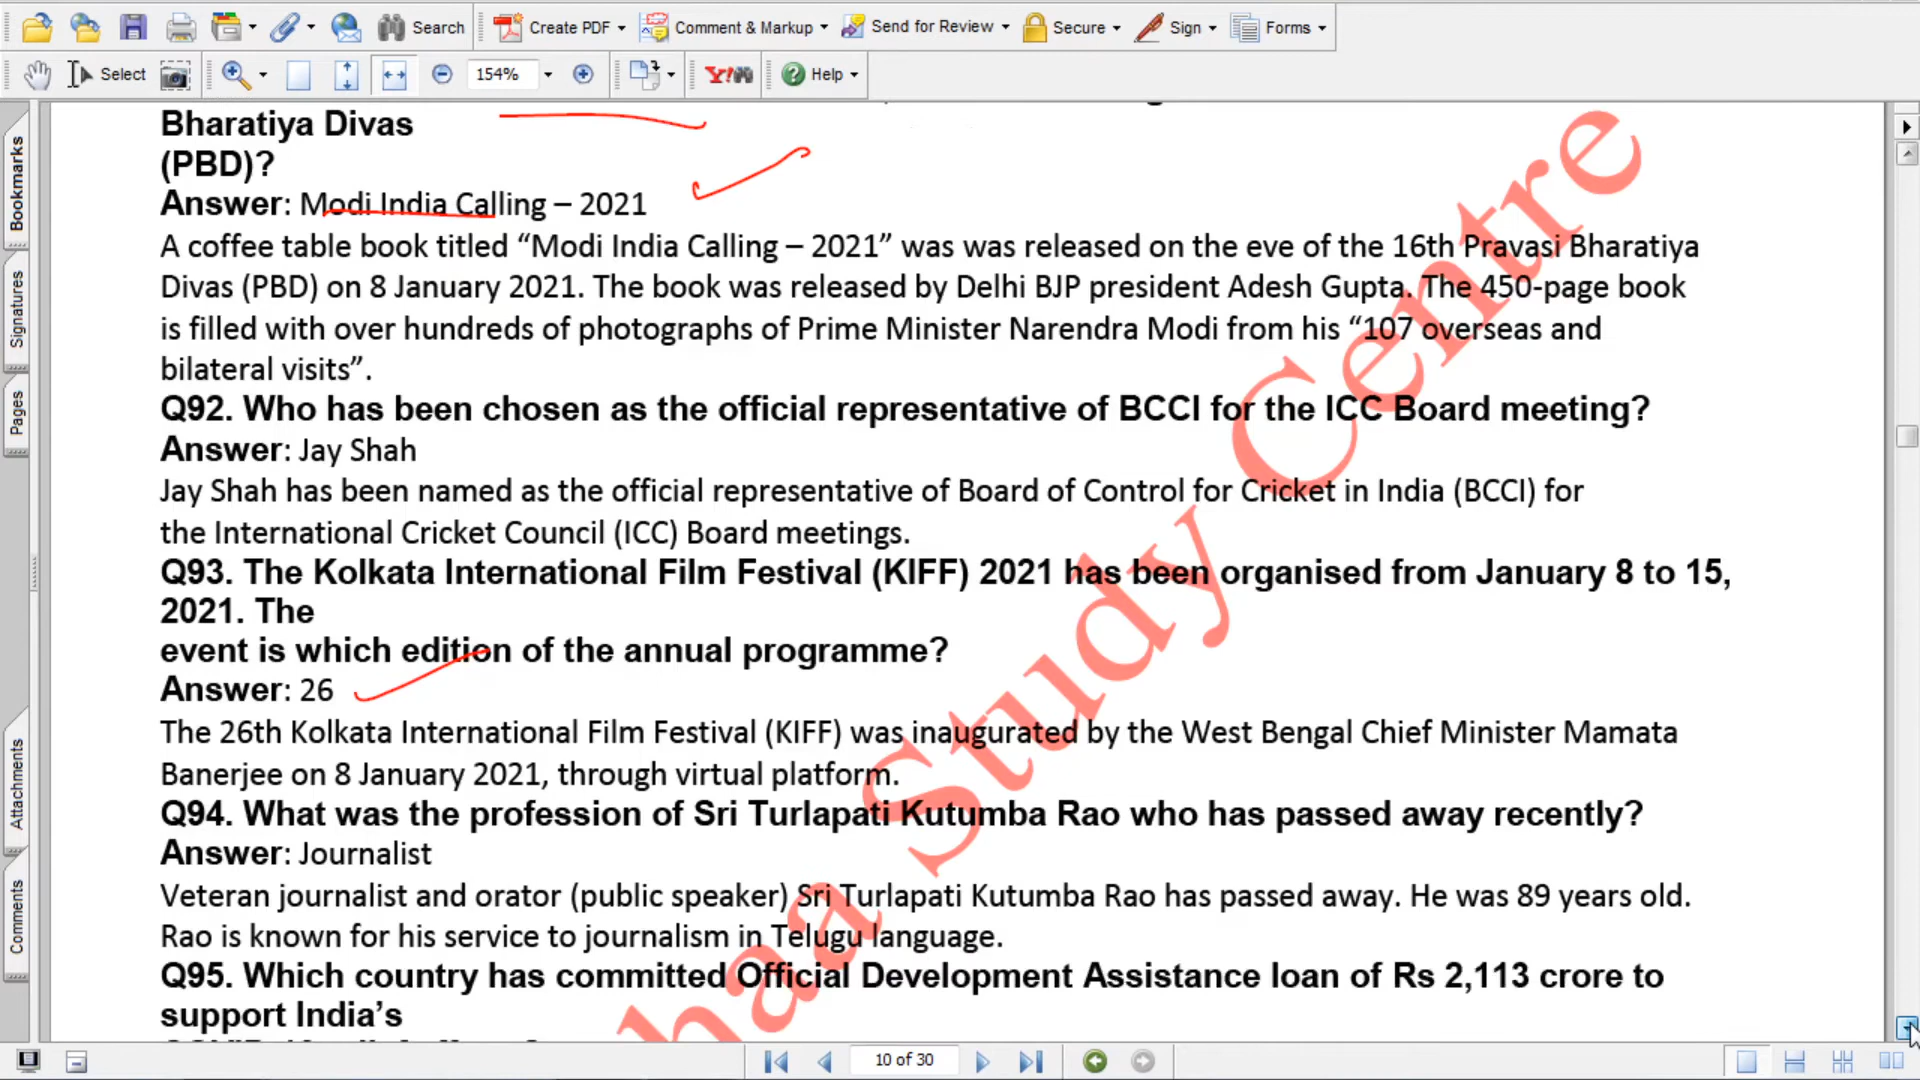 Search
Create PDF
Comment & Markup
Send for Review
Secure
Sign
Forms
Select
154%
Y!
Help
Bookmarks
Signatures
Pages
Attachments
Comments
Bharatiya Divas
(PBD)?
Answer: Modi India Calling – 2021
A coffee table book titled “Modi India Calling – 2021” was was released on the eve of the 16th Pravasi Bharatiya
Divas (PBD) on 8 January 2021. The book was released by Delhi BJP president Adesh Gupta. The 450-page book
is filled with over hundreds of photographs of Prime Minister Narendra Modi from his “107 overseas and
bilateral visits”.
Q92. Who has been chosen as the official representative of BCCI for the ICC Board meeting?
Answer: Jay Shah
Jay Shah has been named as the official representative of Board of Control for Cricket in India (BCCI) for
the International Cricket Council (ICC) Board meetings.
Q93. The Kolkata International Film Festival (KIFF) 2021 has been organised from January 8 to 15,
2021. The
event is which edition of the annual programme?
Answer: 26
The 26th Kolkata International Film Festival (KIFF) was inaugurated by the West Bengal Chief Minister Mamata
Banerjee on 8 January 2021, through virtual platform.
Q94. What was the profession of Sri Turlapati Kutumba Rao who has passed away recently?
Answer: Journalist
Veteran journalist and orator (public speaker) Sri Turlapati Kutumba Rao has passed away. He was 89 years old.
Rao is known for his service to journalism in Telugu language.
Q95. Which country has committed Official Development Assistance loan of Rs 2,113 crore to
support India’s
haa Study Centre
10 of 30